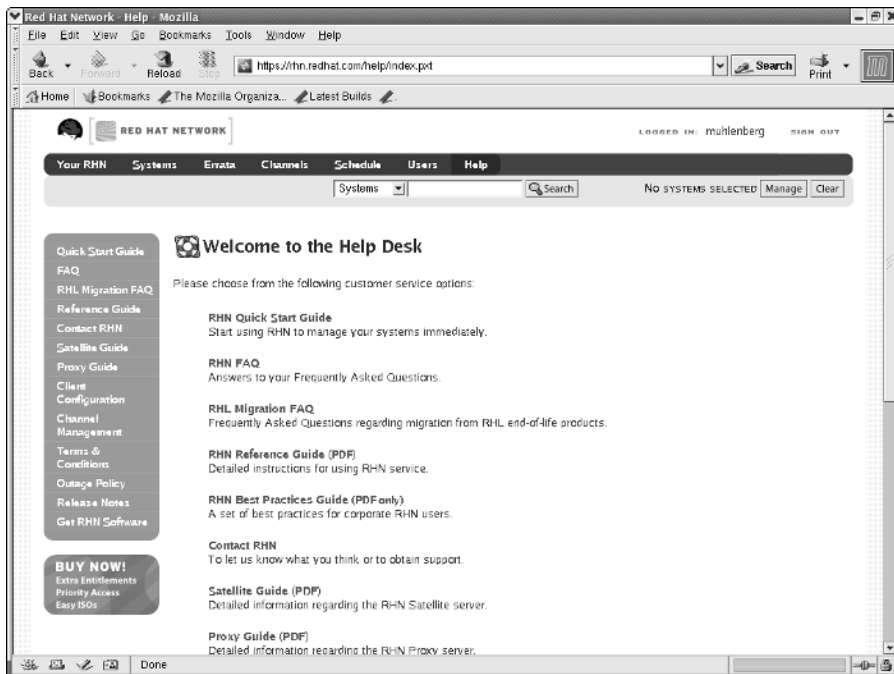 Red Hat Network - Help - Mozilla
File Edit View Go Bookmarks Tools Window Help
Back Forward Reload Stop https://rhn.redhat.com/help/index.pxt Search Print
Home Bookmarks The Mozilla Organiza... Latest Builds
RED HAT NETWORK LOGGED IN: muhlenberg SIGN OUT
Your RHN Systems Errata Channels Schedule Users Help
Systems Search NO SYSTEMS SELECTED Manage Clear
Quick Start Guide
FAQ
RHL Migration FAQ
Reference Guide
Contact RHN
Satellite Guide
Proxy Guide
Client
Configuration
Channel
Management
Terms &
Conditions
Outage Policy
Release Notes
Get RHN Software
BUY NOW!
Extra Entitlements
Priority Access
Easy ISOs
Welcome to the Help Desk
Please choose from the following customer service options:
RHN Quick Start Guide
Start using RHN to manage your systems immediately.
RHN FAQ
Answers to your Frequently Asked Questions.
RHL Migration FAQ
Frequently Asked Questions regarding migration from RHL end-of-life products.
RHN Reference Guide (PDF)
Detailed instructions for using RHN service.
RHN Best Practices Guide (PDF only)
A set of best practices for corporate RHN users.
Contact RHN
To let us know what you think or to obtain support.
Satellite Guide (PDF)
Detailed information regarding the RHN Satellite server.
Proxy Guide (PDF)
Detailed information regarding the RHN Proxy server.
Done